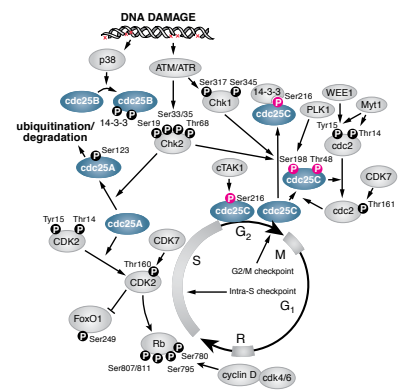 DNA DAMAGE
p38
ATM/ATR
Ser317 Ser345
P P
Chk1
14-3-3
Ser216
P
cdc25C
WEE1
Myt1
PLK1
cdc25B
cdc25B
P P
14-3-3
Ser33/35
Ser19
Thr68
P P P P
Chk2
Tyr15
Thr14
P P
cdc2
ubiquitination/
degradation
Ser123
P
cdc25A
Ser198 Thr48
P P
cdc25C
cTAK1
Ser216
P
cdc25C
cdc25C
CDK7
Thr161
P
cdc2
Tyr15 Thr14
P P
CDK2
cdc25A
CDK7
Thr160
P
CDK2
G2
S
M
G2/M checkpoint
Intra-S checkpoint
G1
R
FoxO1
P
Ser249
Rb
P P P P
Ser780
Ser795
Ser807/811
cyclin D
cdk4/6